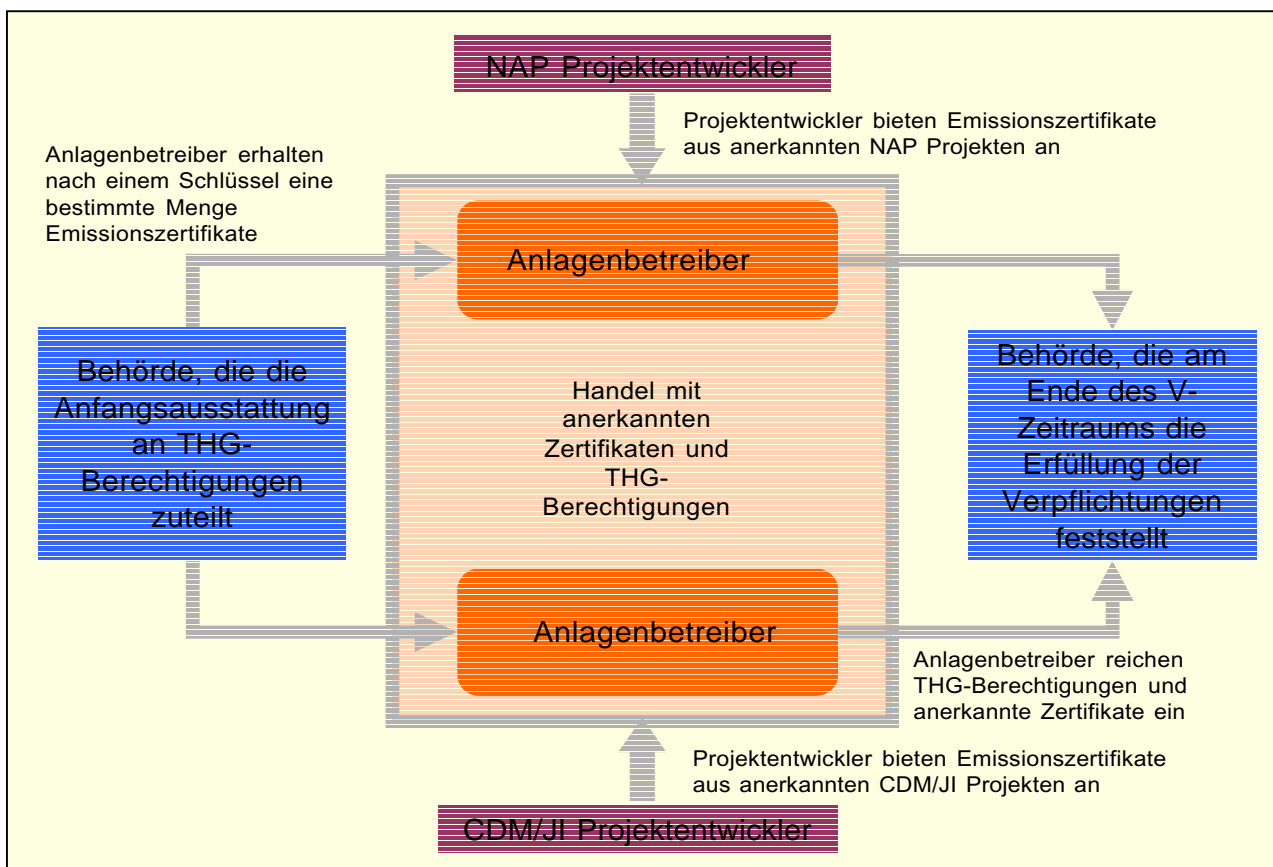 NAP Projektentwickler
Projektentwickler bieten Emissionszertifikate
aus anerkannten NAP Projekten an
Anlagenbetreiber erhalten
nach einem Schlüssel eine
bestimmte Menge
Emissionszertifikate
Anlagenbetreiber
Behörde, die die
Anfangsausstattung
an THG-
Berechtigungen
zuteilt
Handel mit
anerkannten
Zertifikaten und
THG-
Berechtigungen
Behörde, die am
Ende des V-
Zeitraums die
Erfüllung der
Verpflichtungen
feststellt
Anlagenbetreiber
Anlagenbetreiber reichen
THG-Berechtigungen und
anerkannte Zertifikate ein
Projektentwickler bieten Emissionszertifikate
aus anerkannten CDM/JI Projekten an
CDM/JI Projektentwickler